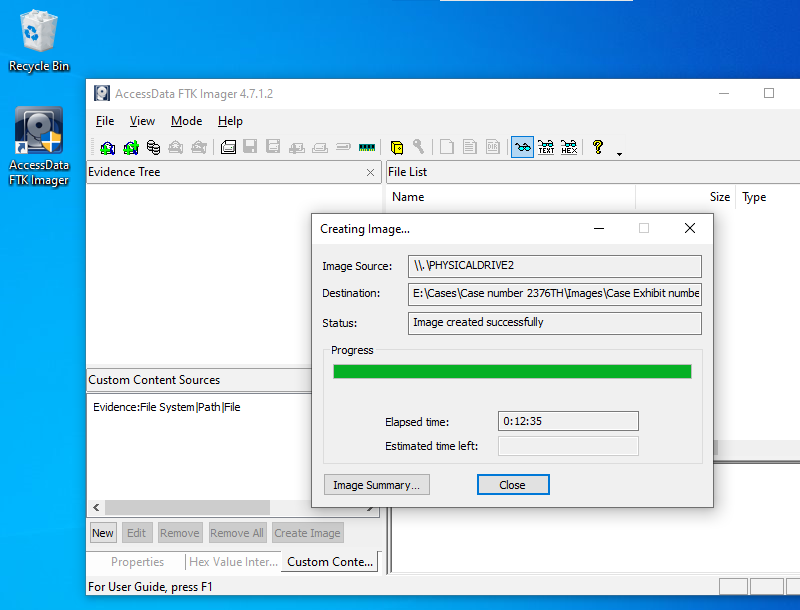 Recycle Bin
AccessData
FTK Imager
AccessData FTK Imager 4.7.1.2
File View Mode Help
TEXT HEX
Evidence Tree
File List
Name Size Type
Creating Image...
Image Source: \\.\PHYSICALDRIVE2
Destination: E:\Cases\Case number 2376TH\Images\Case Exhibit numbe
Status: Image created successfully
Progress
Elapsed time: 0:12:35
Estimated time left:
Image Summary... Close
Custom Content Sources
Evidence:File System|Path|File
New Edit Remove Remove All Create Image
Properties Hex Value Inter... Custom Conte...
For User Guide, press F1